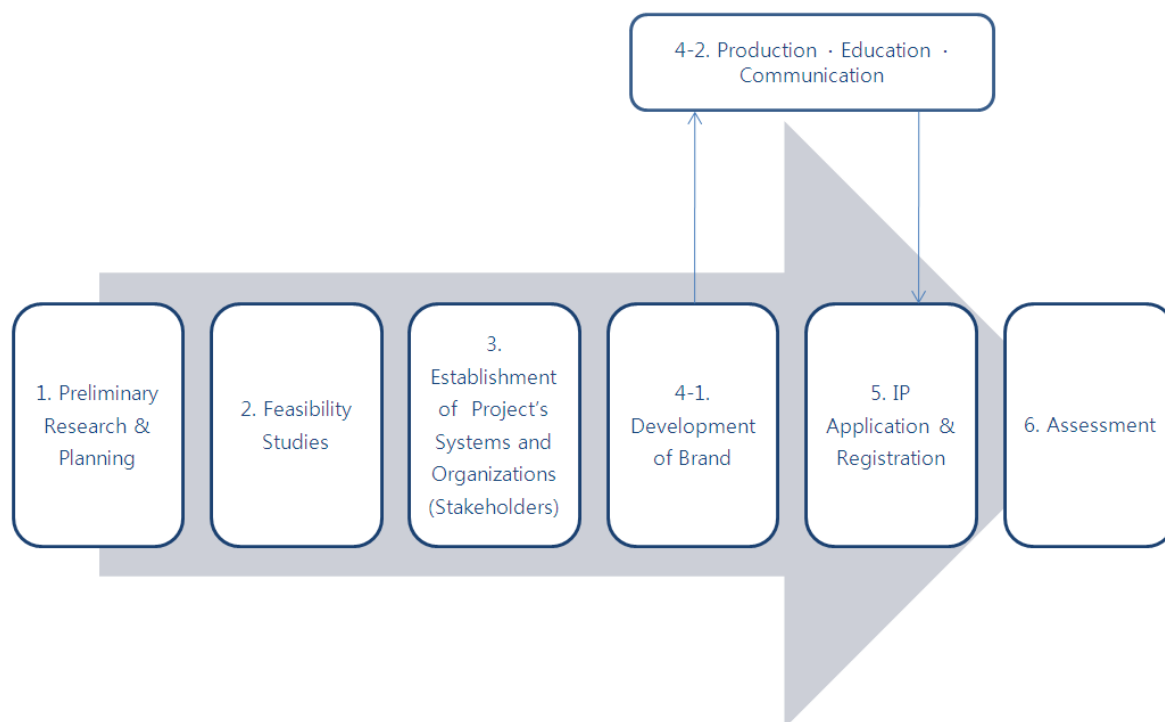 4-2. Production · Education ·
Communication
1. Preliminary
Research &
Planning
2. Feasibility
Studies
3.
Establishment
of Project's
Systems and
Organizations
(Stakeholders)
4-1.
Development
of Brand
5. IP
Application &
Registration
6. Assessment